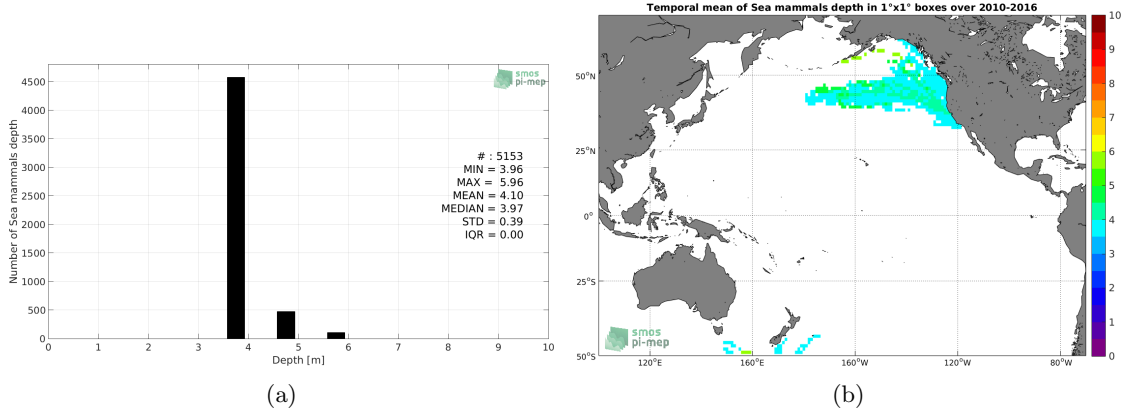 Temporal mean of Sea mammals depth in 1°x1° boxes over 2010-2016
Number of Sea mammals depth
4500
4000
3500
3000
2500
2000
1500
1000
500
0
smos
pi-mep
# : 5153
MIN = 3.96
MAX = 5.96
MEAN = 4.10
MEDIAN = 3.97
STD = 0.39
IQR = 0.00
0 1 2 3 4 5 6 7 8 9 10
Depth [m]
(a)
50°N
25°N
0°
25°S
50°S
smos
pi-mep
120°E 160°E 160°W 120°W 80°W
10
9
8
7
6
5
4
3
2
1
0
(b)